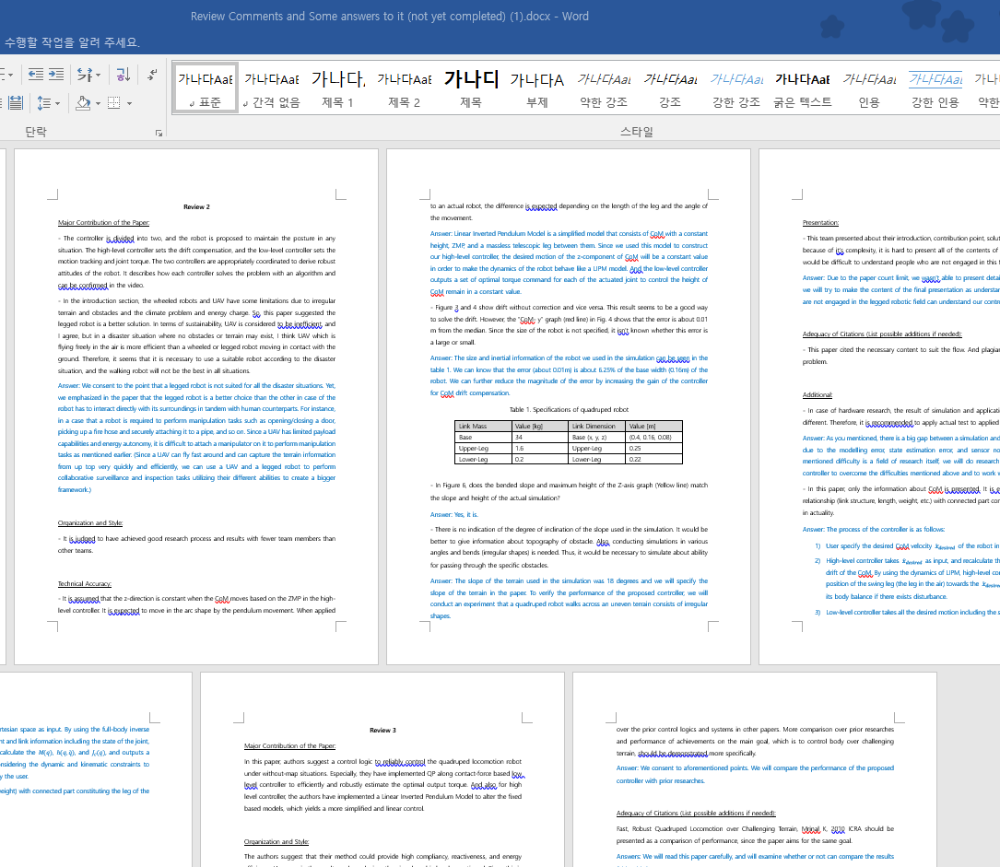 Review Comments and Some answers to it (not yet completed) (1).docx - Word
수행할 작업을 알려 주세요.
가나다AaE 가나다AaE 가나다, 가나다AaE 가나디 가나다A 가나다AaI 가나다AaI 가나다AaI 가나다AaE 가나다AaI 가나다AaI
표준 간격 없음 제목 1 제목 2 제목 부제 약한 강조 강조 강한 강조 굵은 텍스트 인용 강한 인용 약한
단락 스타일
Review 2
Major Contribution of the Paper:
- The controller is divided into two, and the robot is proposed to maintain the posture in any
situation. The high-level controller sets the drift compensation, and the low-level controller sets the
motion tracking and joint torque. The two controllers are appropriately coordinated to derive robust
attitudes of the robot. It describes how each controller solves the problem with an algorithm and
can be confirmed in the video.
- In the introduction section, the wheeled robots and UAV have some limitations due to irregular
terrain and obstacles and the climate problem and energy charge. So, this paper suggested the
legged robot is a better solution. In terms of sustainability, UAV is considered to be inefficient, and
I agree, but in a disaster situation where no obstacles or terrain may exist, I think UAV which is
flying freely in the air is more efficient than a wheeled or legged robot moving in contact with the
ground. Therefore, it seems that it is necessary to use a suitable robot according to the disaster
situation, and the walking robot will not be the best in all situations.
Answer: We consent to the point that a legged robot is not suited for all the disaster situations. Yet,
we emphasized in the paper that the legged robot is a better choice than the other in case of the
robot has to interact directly with its surroundings in tandem with human counterparts. For instance,
in a case that a robot is required to perform manipulation tasks such as opening/closing a door,
picking up a fire hose and securely attaching it to a pipe, and so on. Since a UAV has limited payload
capabilities and energy autonomy, it is difficult to attach a manipulator on it to perform manipulation
tasks as mentioned earlier. (Since a UAV can fly fast around and can capture the terrain information
from up top very quickly and efficiently, we can use a UAV and a legged robot to perform
collaborative surveillance and inspection tasks utilizing their different abilities to create a bigger
framework.)
Organization and Style:
- It is judged to have achieved good research process and results with fewer team members than
other teams.
Technical Accuracy:
- It is assumed that the z-direction is constant when the CoM moves based on the ZMP in the high-
level controller. It is expected to move in the arc shape by the pendulum movement. When applied
to an actual robot, the difference is expected depending on the length of the leg and the angle of
the movement.
Answer: Linear Inverted Pendulum Model is a simplified model that consists of CoM with a constant
height, ZMP, and a massless telescopic leg between them. Since we used this model to construct
our high-level controller, the desired motion of the z-component of CoM will be a constant value
in order to make the dynamics of the robot behave like a LIPM model. And the low-level controller
outputs a set of optimal torque command for each of the actuated joint to control the height of
CoM remain in a constant value.
- Figure 3 and 4 show drift without correction and vice versa. This result seems to be a good way
to solve the drift. However, the "CoM- y" graph (red line) in Fig. 4 shows that the error is about 0.01
m from the median. Since the size of the robot is not specified, it isn't known whether this error is
a large or small.
Answer: The size and inertial information of the robot we used in the simulation can be seen in the
table 1. We can know that the error (about 0.01m) is about 6.25% of the base width (0.16m) of the
robot. We can further reduce the magnitude of the error by increasing the gain of the controller
for CoM drift compensation.
Table 1. Specifications of quadruped robot
Link Mass Value [kg] Link Dimension Value [m]
Base 34 Base (x, y, z) (0.4, 0.16, 0.08)
Upper-Leg 1.6 Upper-Leg 0.25
Lower-Leg 0.2 Lower-Leg 0.22
- In Figure 6, does the bended slope and maximum height of the Z-axis graph (Yellow line) match
the slope and height of the actual simulation?
Answer: Yes, it is.
- There is no indication of the degree of inclination of the slope used in the simulation. It would be
better to give information about topography of obstacle. Also, conducting simulations in various
angles and bends (irregular shapes) is needed. Thus, it would be necessary to simulate about ability
for passing through the specific obstacles.
Answer: The slope of the terrain used in the simulation was 18 degrees and we will specify the
slope of the terrain in the paper. To verify the performance of the proposed controller, we will
conduct an experiment that a quadruped robot walks across an uneven terrain consists of irregular
shapes.
Presentation:
- This team presented about their introduction, contribution point, solut
because of it's complexity, it is hard to present all of the contents of
would be difficult to understand people who are not engaged in this t
Answer: Due to the paper count limit, we wasn't able to present detai
we will try to make the content of the final presentation as understand
are not engaged in the legged robotic field can understand our contr
Adequacy of Citations (List possible additions if needed):
- This paper cited the necessary content to suit the flow. And plagiar
problem.
Additional:
- In case of hardware research, the result of simulation and applicatio
different. Therefore, it is recommended to apply actual test to applied
Answer: As you mentioned, there is a big gap between a simulation and
due to the modelling error, state estimation error, and sensor no
mentioned difficulty is a field of research itself, we will do research
controller to overcome the difficulties mentioned above and to work w
- In this paper, only the information about CoM is presented. It is e
relationship (link structure, length, weight, etc.) with connected part con
in actuality.
Answer: The process of the controller is as follows:
1) User specify the desired CoM velocity ẋdesired of the robot in
2) High-level controller takes ẋdesired as input, and recalculate th
drift of the CoM. By using the dynamics of LIPM, high-level con
position of the swing leg (the leg in the air) towards the ẋdesire
its body balance if there exists disturbance.
3) Low-level controller takes all the desired motion including the s
rtesian space as input. By using the full-body inverse
nt and link information including the state of the joint,
calculate the M(q), h(q, q̇), and Jc(q), and outputs a
onsidering the dynamic and kinematic constraints to
y the user.
weight) with connected part constituting the leg of the
Review 3
Major Contribution of the Paper:
In this paper, authors suggest a control logic to reliably control the quadruped locomotion robot
under without-map situations. Especially, they have implemented QP along contact-force based low
level controller to efficiently and robustly estimate the optimal output torque. And also for high
level controller, the authors have implemented a Linear Inverted Pendulum Model to alter the fixed
based models, which yields a more simplified and linear control.
Organization and Style:
The authors suggest that their method could provide high compliancy, reactiveness, and energy
over the prior control logics and systems in other papers. More comparison over prior researches
and performance of achievements on the main goal, which is to control body over challenging
terrain, should be demonstrated more specifically.
Answer: We consent to aforementioned points. We will compare the performance of the proposed
controller with prior researches.
Adequacy of Citations (List possible additions if needed):
Fast, Robust Quadruped Locomotion over Challenging Terrain, Mrinal K, 2010 ICRA should be
presented as a comparison of performance, since the paper aims for the same goal.
Answers: We will read this paper carefully, and will examine whether or not can compare the results